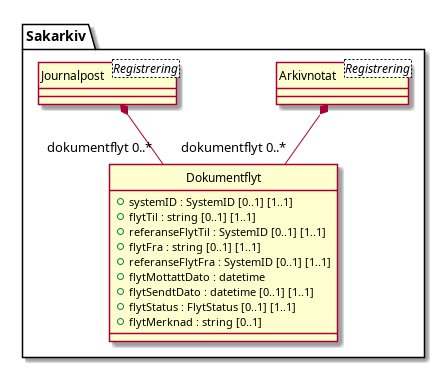 Sakarkiv
Journalpost
Registrering
Arkivnotat
Registrering
dokumentflyt 0..*
dokumentflyt 0..*
Dokumentflyt
systemID : SystemID [0..1] [1..1]
flytTil : string [0..1] [1..1]
referanseFlytTil : SystemID [0..1] [1..1]
flytFra : string [0..1] [1..1]
referanseFlytFra : SystemID [0..1] [1..1]
flytMottattDato : datetime
flytSendtDato : datetime [0..1] [1..1]
flytStatus : FlytStatus [0..1] [1..1]
flytMerknad : string [0..1]